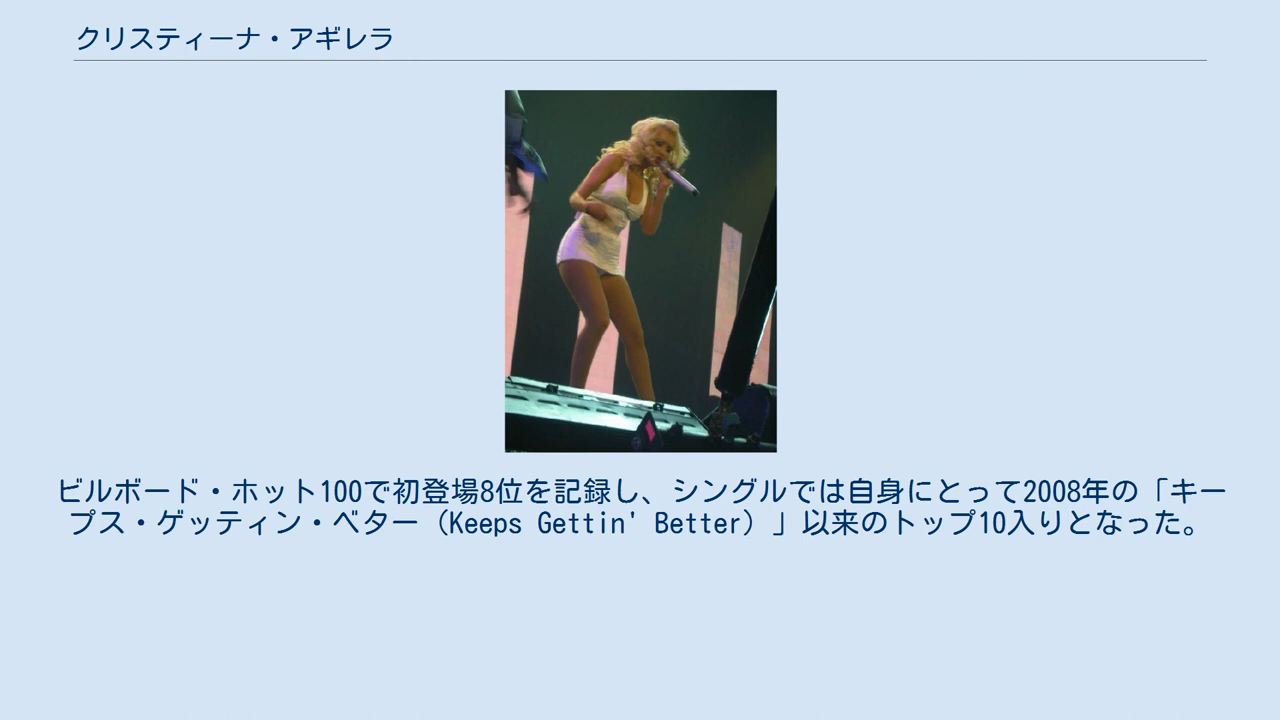 クリスティーナ・アギレラ
ビルボード・ホット100で初登場8位を記録し、シングルでは自身にとって2008年の「キー
プス・ゲッティン・ベター（Keeps Gettin' Better）」以来のトップ10入りとなった。